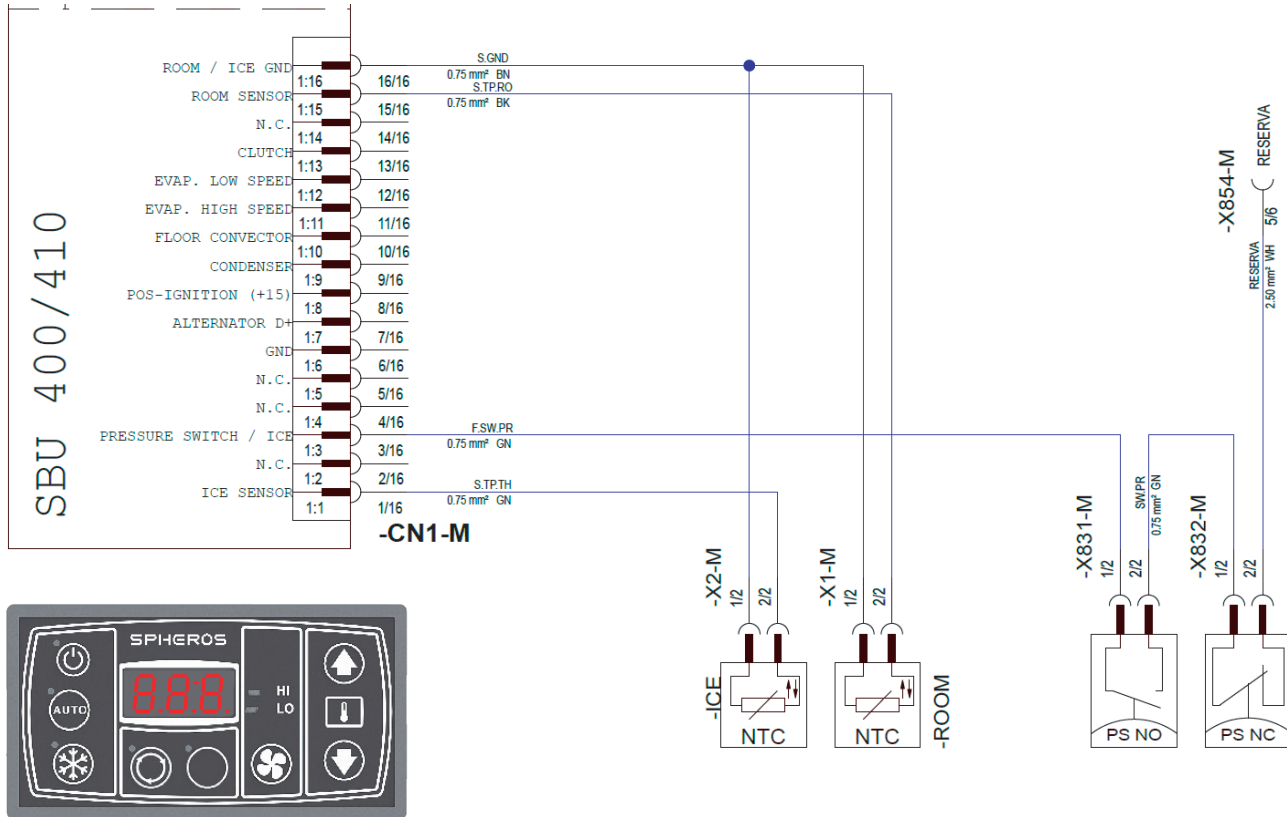 SBU 400/410
ROOM / ICE GND
1:16
16/16
ROOM SENSOR
1:15
15/16
N.C.
1:14
14/16
CLUTCH
1:13
13/16
EVAP. LOW SPEED
1:12
12/16
EVAP. HIGH SPEED
1:11
11/16
FLOOR CONVECTOR
1:10
10/16
CONDENSER
1:9
9/16
POS-IGNITION (+15)
1:8
8/16
ALTERNATOR D+
1:7
7/16
GND
1:6
6/16
N.C.
1:5
5/16
N.C.
1:4
4/16
PRESSURE SWITCH / ICE
1:3
3/16
N.C.
1:2
2/16
ICE SENSOR
1:1
1/16
-CN1-M
S.GND
0.75 mm² BN
S.TP.RO
0.75 mm² BK
F.SW.PR
0.75 mm² GN
S.TP.TH
0.75 mm² GN
-X2-M
1/2
2/2
-ICE
NTC
-X1-M
1/2
2/2
-ROOM
NTC
-X831-M
1/2
2/2
PS NO
SW.PR
0.75 mm² GN
-X832-M
1/2
2/2
PS NC
-X854-M
RESERVA
5/6
RESERVA
2.50 mm² WH
SPHEROS
AUTO
8.8.8.
HI
LO